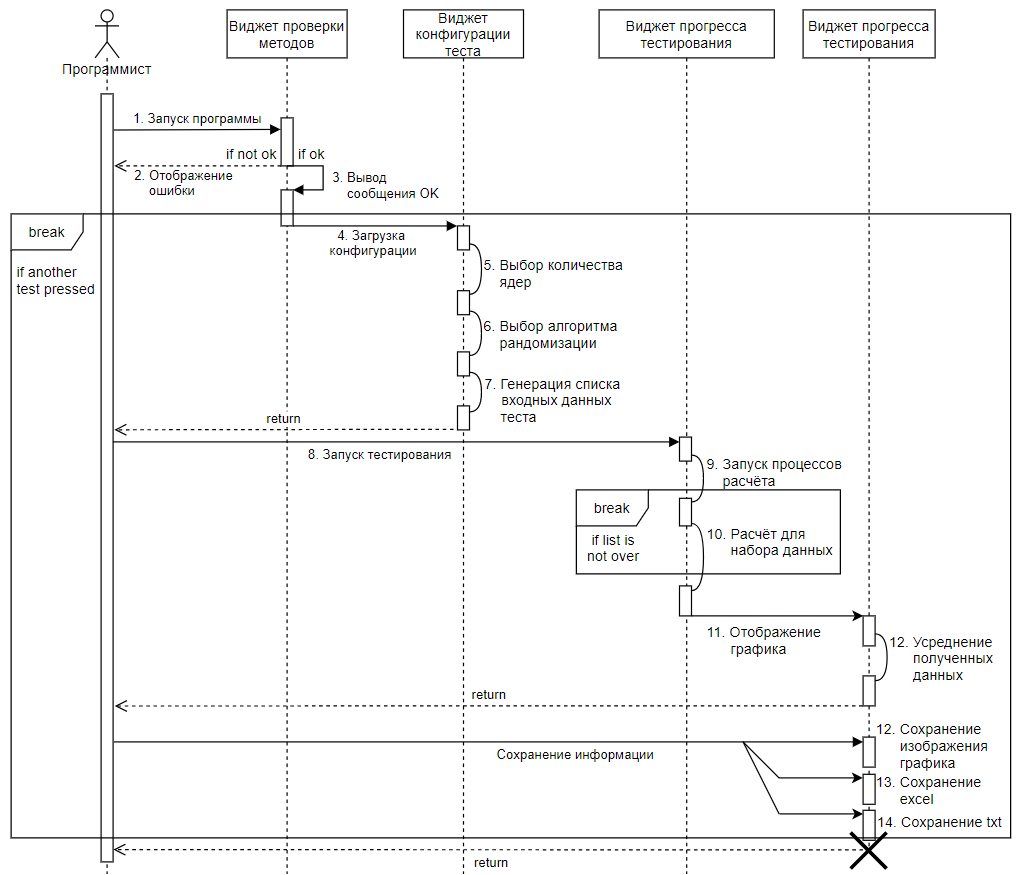 Виджет проверки
методов
Виджет
конфигурации
теста
Виджет прогресса
тестирования
Виджет прогресса
тестирования
Программист
1. Запуск программы
if not ok
if ok
2. Отображение
ошибки
3. Вывод
сообщения OK
break
if another
test pressed
4. Загрузка
конфигурации
5. Выбор количества
ядер
6. Выбор алгоритма
рандомизации
7. Генерация списка
входных данных
теста
return
8. Запуск тестирования
9. Запуск процессов
расчёта
break
if list is
not over
10. Расчёт для
набора данных
11. Отображение
графика
12. Усреднение
полученных
данных
return
12. Сохранение
изображения
графика
Сохранение информации
13. Сохранение
excel
14. Сохранение txt
return